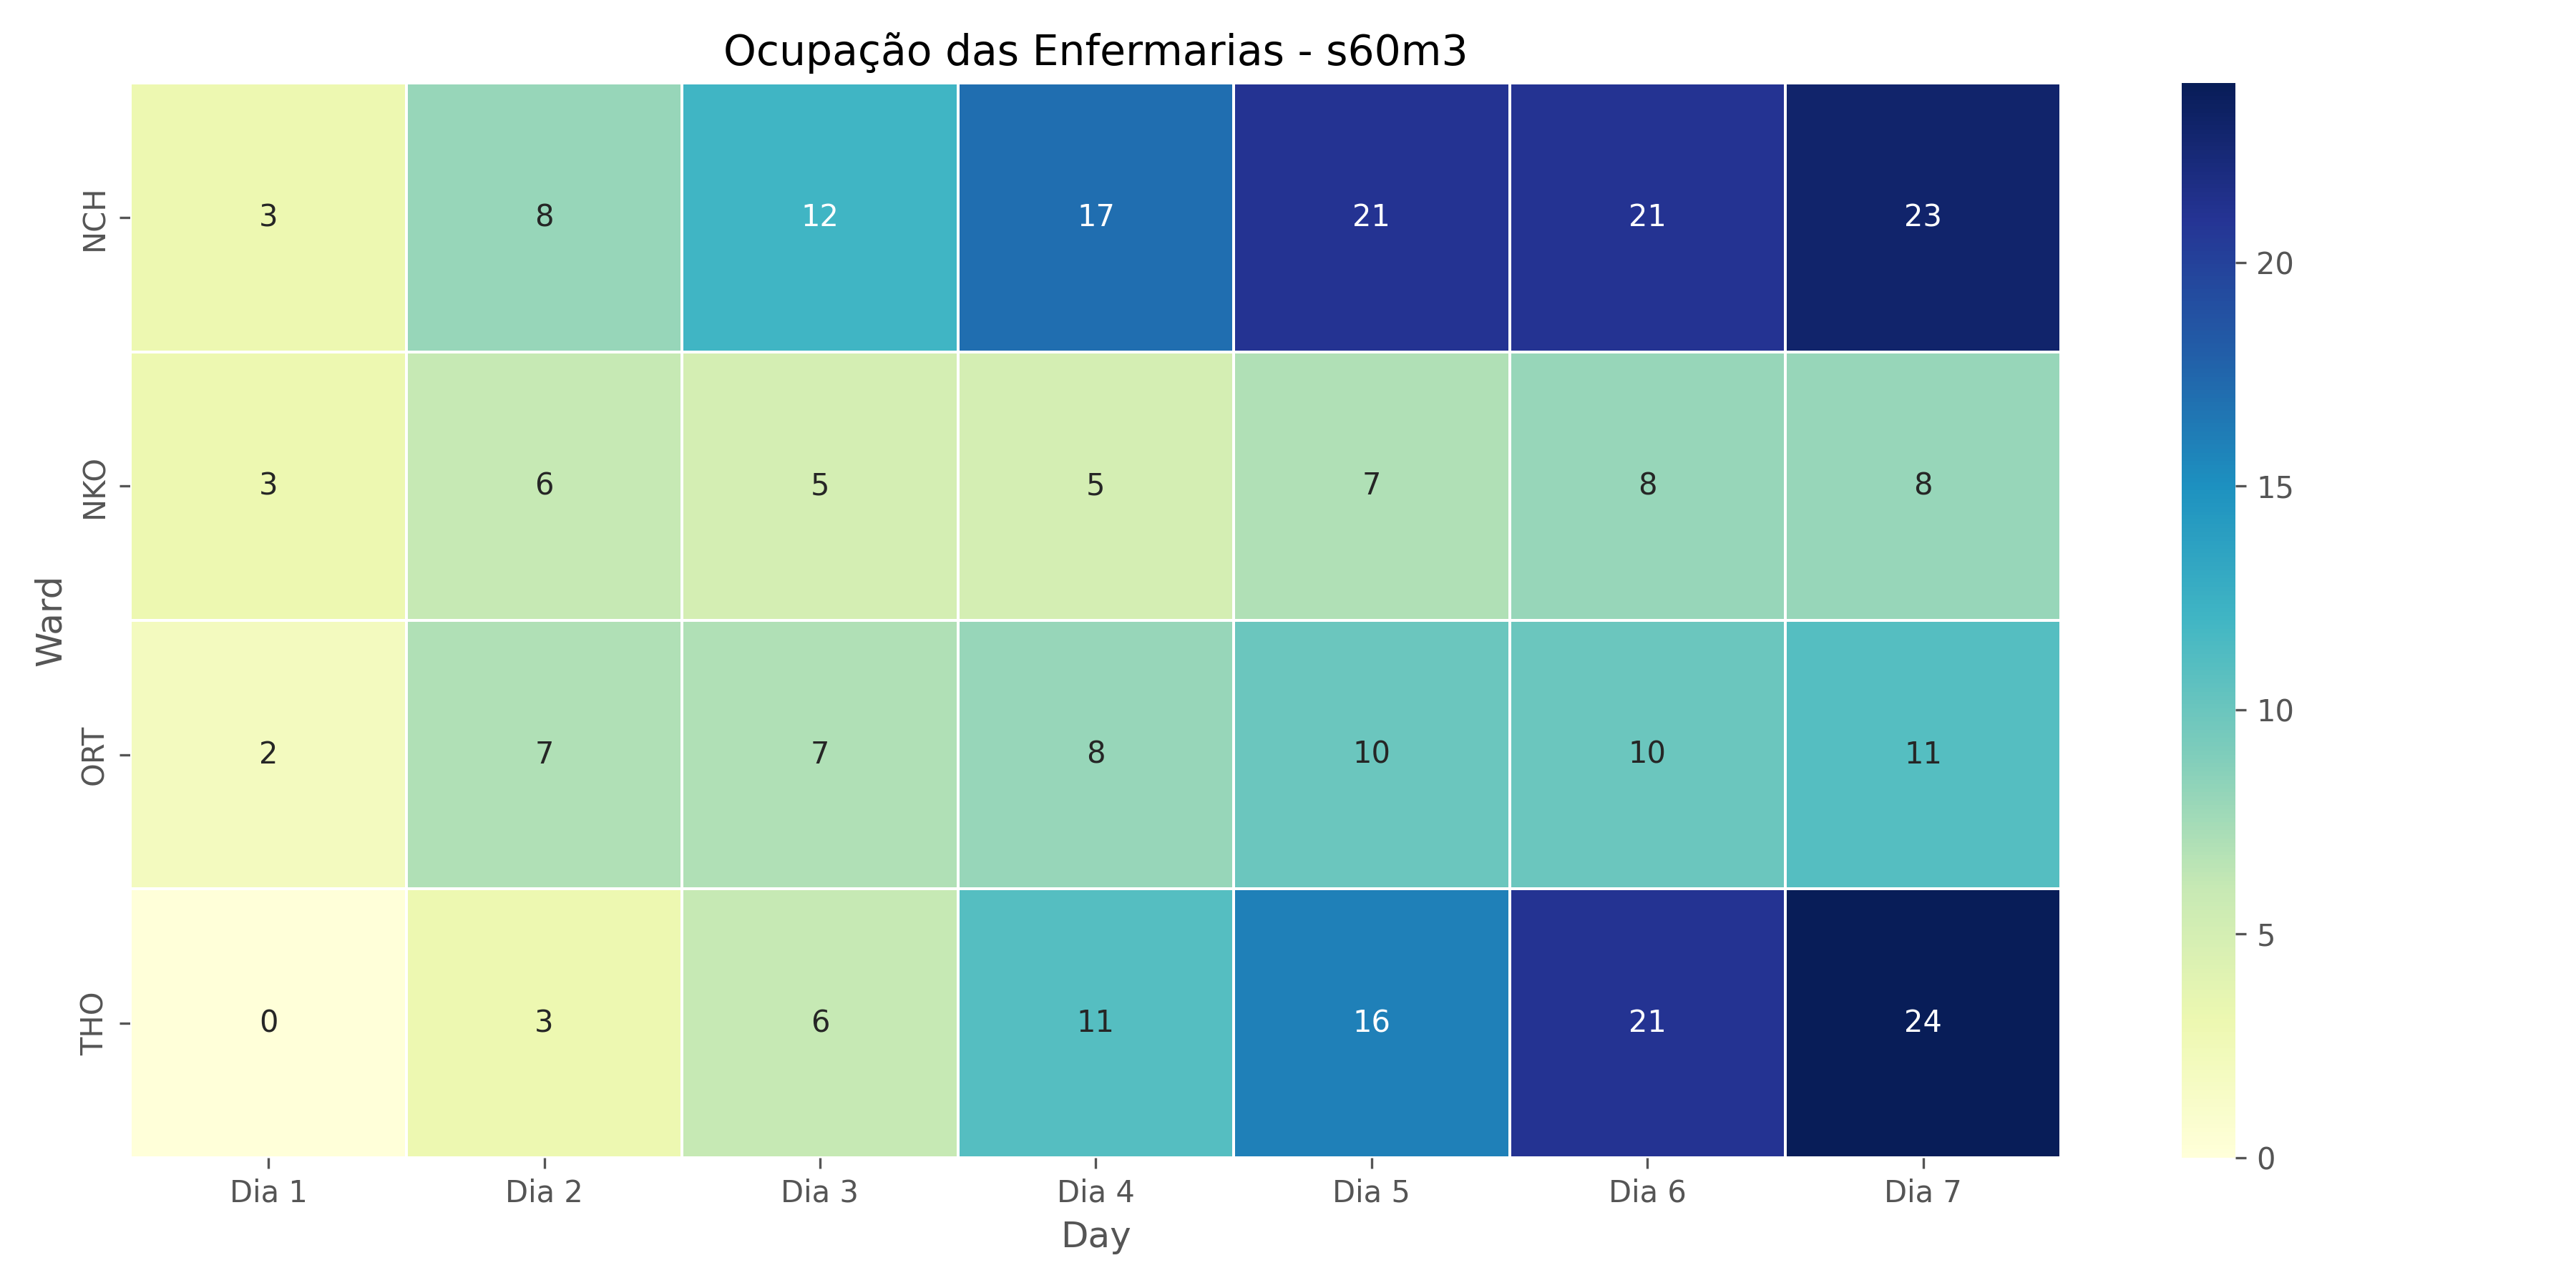 Ocupação das Enfermarias - s60m3
Ward
NCH 3 8 12 17 21 21 23
NKO 3 6 5 5 7 8 8
ORT 2 7 7 8 10 10 11
THO 0 3 6 11 16 21 24
Dia 1 Dia 2 Dia 3 Dia 4 Dia 5 Dia 6 Dia 7
Day
20
15
10
5
0